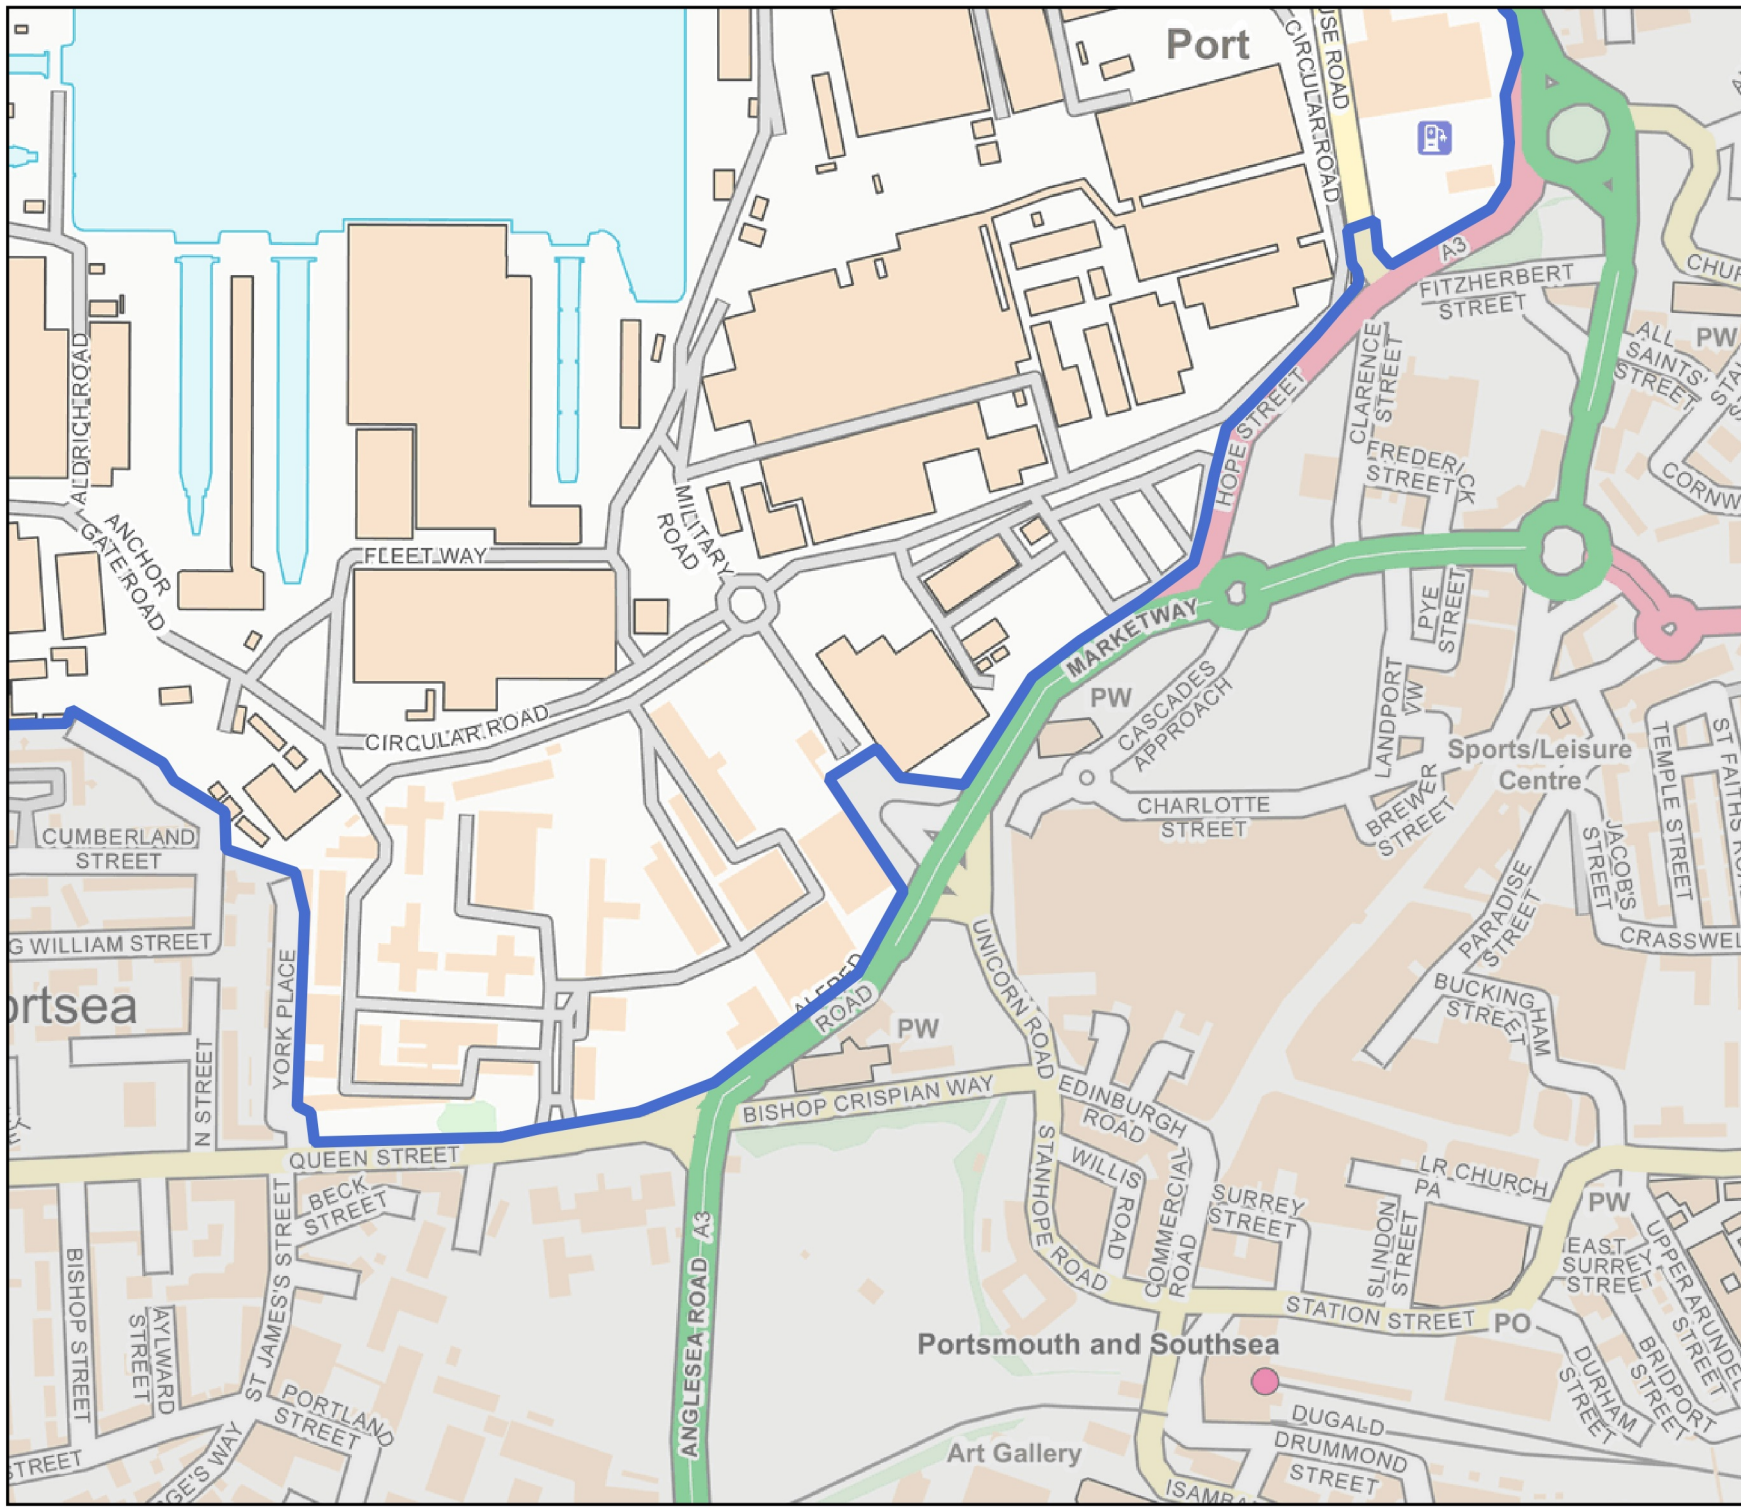 Port
USE ROAD
CIRCULAR ROAD
A3
FITZHERBERT
STREET
ALL
SAINTS'
STREET
PW
CLARENCE
STREET
HOPE STREET
FREDERICK
STREET
ALDRICH ROAD
ANCHOR
GATE ROAD
FLEET WAY
MILITARY
ROAD
MARKETWAY
PYE
STREET
LANDPORT
VW
PW
CASCADES
APPROACH
CIRCULAR ROAD
Sports/Leisure
Centre
TEMPLE STREET
CHARLOTTE
STREET
BREWER
STREET
JACOB'S
STREET
CUMBERLAND
STREET
G WILLIAM STREET
YORK PLACE
PARADISE
STREET
CRASSWEL
UNICORN ROAD
ortsea
ALFRED
ROAD
PW
BUCKINGHAM
STREET
N STREET
BISHOP CRISPIAN WAY
EDINBURGH
ROAD
QUEEN STREET
STANHOPE ROAD
WILLIS
ROAD
LR CHURCH
PA
BECK
STREET
COMMERCIAL
ROAD
SURREY
STREET
SLINDON
STREET
PW
EAST
SURREY
STREET
UPPER ARUNDEL
STREET
BISHOP STREET
AYLWARD
STREET
ST JAMES'S STREET
ANGLESEA ROAD A3
STATION STREET
PO
Portsmouth and Southsea
DURHAM
STREET
BRIDPORT
STREET
PORTLAND
STREET
DUGALD
DRUMMOND
STREET
Art Gallery
STREET
GE'S WAY